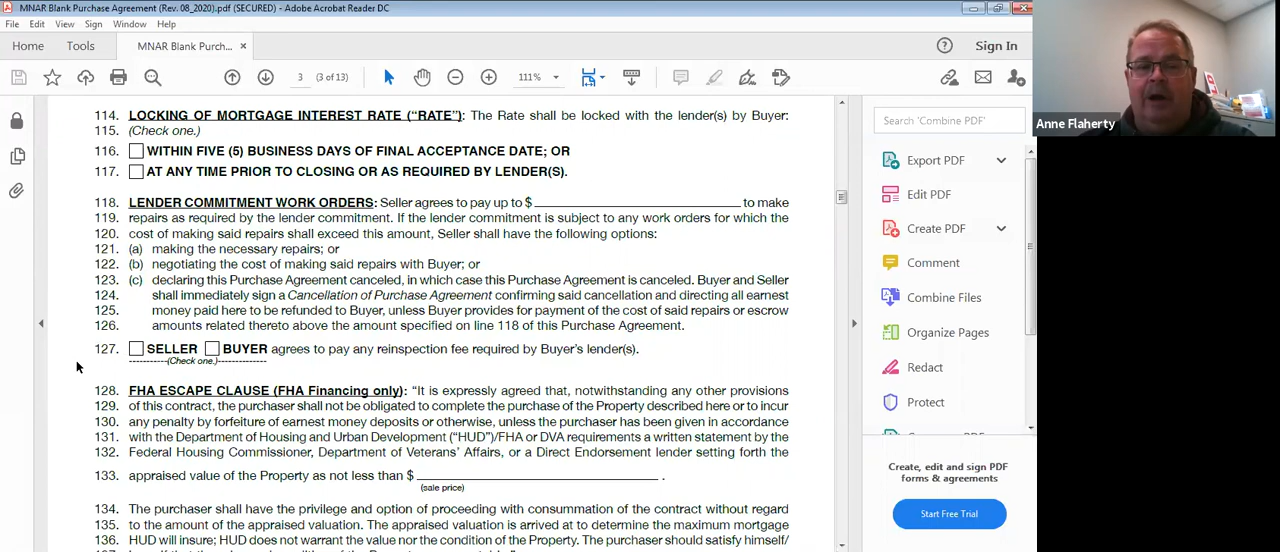 MNAR Blank Purchase Agreement (Rev. 08_2020).pdf (SECURED) - Adobe Acrobat Reader DC
File Edit View Sign Window Help
Home Tools MNAR Blank Purch... × Sign In
3 (3 of 13) 111%
114. LOCKING OF MORTGAGE INTEREST RATE ("RATE"): The Rate shall be locked with the lender(s) by Buyer:
115. (Check one.)
116. WITHIN FIVE (5) BUSINESS DAYS OF FINAL ACCEPTANCE DATE; OR
117. AT ANY TIME PRIOR TO CLOSING OR AS REQUIRED BY LENDER(S).
118. LENDER COMMITMENT WORK ORDERS: Seller agrees to pay up to $ to make
119. repairs as required by the lender commitment. If the lender commitment is subject to any work orders for which the
120. cost of making said repairs shall exceed this amount, Seller shall have the following options:
121. (a) making the necessary repairs; or
122. (b) negotiating the cost of making said repairs with Buyer; or
123. (c) declaring this Purchase Agreement canceled, in which case this Purchase Agreement is canceled. Buyer and Seller
124. shall immediately sign a Cancellation of Purchase Agreement confirming said cancellation and directing all earnest
125. money paid here to be refunded to Buyer, unless Buyer provides for payment of the cost of said repairs or escrow
126. amounts related thereto above the amount specified on line 118 of this Purchase Agreement.
127. SELLER BUYER agrees to pay any reinspection fee required by Buyer's lender(s).
-----------(Check one.)---------------
128. FHA ESCAPE CLAUSE (FHA Financing only): "It is expressly agreed that, notwithstanding any other provisions
129. of this contract, the purchaser shall not be obligated to complete the purchase of the Property described here or to incur
130. any penalty by forfeiture of earnest money deposits or otherwise, unless the purchaser has been given in accordance
131. with the Department of Housing and Urban Development ("HUD")/FHA or DVA requirements a written statement by the
132. Federal Housing Commissioner, Department of Veterans' Affairs, or a Direct Endorsement lender setting forth the
133. appraised value of the Property as not less than $ .
(sale price)
134. The purchaser shall have the privilege and option of proceeding with consummation of the contract without regard
135. to the amount of the appraised valuation. The appraised valuation is arrived at to determine the maximum mortgage
136. HUD will insure; HUD does not warrant the value nor the condition of the Property. The purchaser should satisfy himself/
Search 'Combine PDF'
Export PDF
Edit PDF
Create PDF
Comment
Combine Files
Organize Pages
Redact
Protect
Create, edit and sign PDF
forms & agreements
Start Free Trial
Anne Flaherty